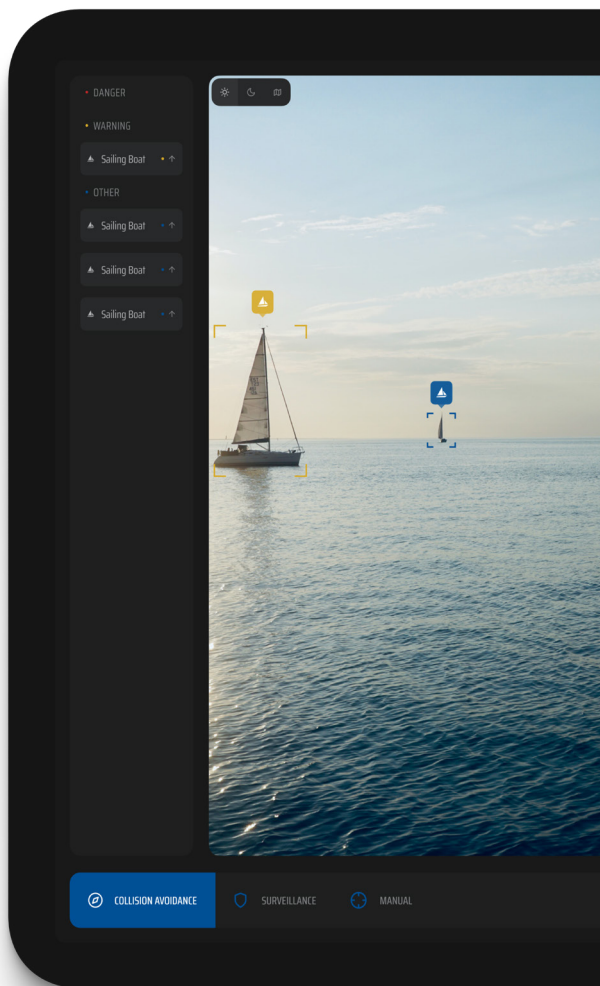 DANGER
WARNING
Sailing Boat
OTHER
Sailing Boat
Sailing Boat
Sailing Boat
COLLISION AVOIDANCE
SURVEILLANCE
MANUAL